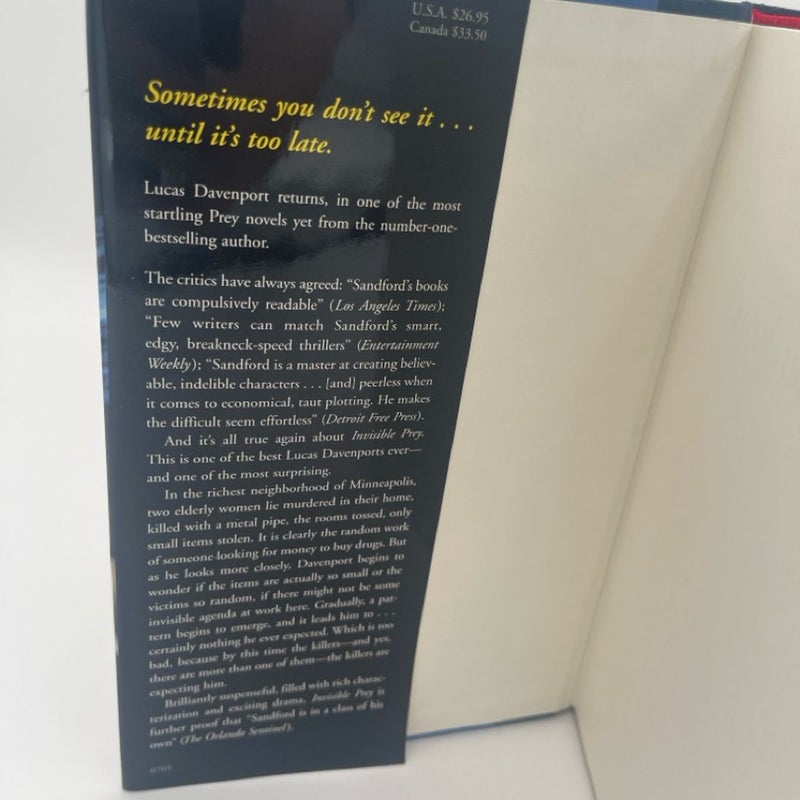 U.S.A. $26.95
Canada $33.50
Sometimes you don't see it . . .
until it's too late.
Lucas Davenport returns, in one of the most
startling Prey novels yet from the number-one-
bestselling author.
The critics have always agreed: "Sandford's books
are compulsively readable" (Los Angeles Times);
"Few writers can match Sandford's smart,
edgy, breakneck-speed thrillers" (Entertainment
Weekly); "Sandford is a master at creating believ-
able, indelible characters . . . [and] peerless when
it comes to economical, taut plotting. He makes
the difficult seem effortless" (Detroit Free Press).
And it's all true again about Invisible Prey.
This is one of the best Lucas Davenports ever—
and one of the most surprising.
In the richest neighborhood of Minneapolis,
two elderly women lie murdered in their home,
killed with a metal pipe, the rooms tossed, only
small items stolen. It is clearly the random work
of someone looking for money to buy drugs. But
as he looks more closely, Davenport begins to
wonder if the items are actually so small or the
victims so random, if there might not be some
invisible agenda at work here. Gradually, a pat-
tern begins to emerge, and it leads him to . . .
certainly nothing he ever expected. Which is too
bad, because by this time the killers—and yes,
there are more than one of them—the killers are
expecting him.
Brilliantly suspenseful, filled with rich charac-
terization and exciting drama, Invisible Prey is
further proof that "Sandford is in a class of his
own" (The Orlando Sentinel).